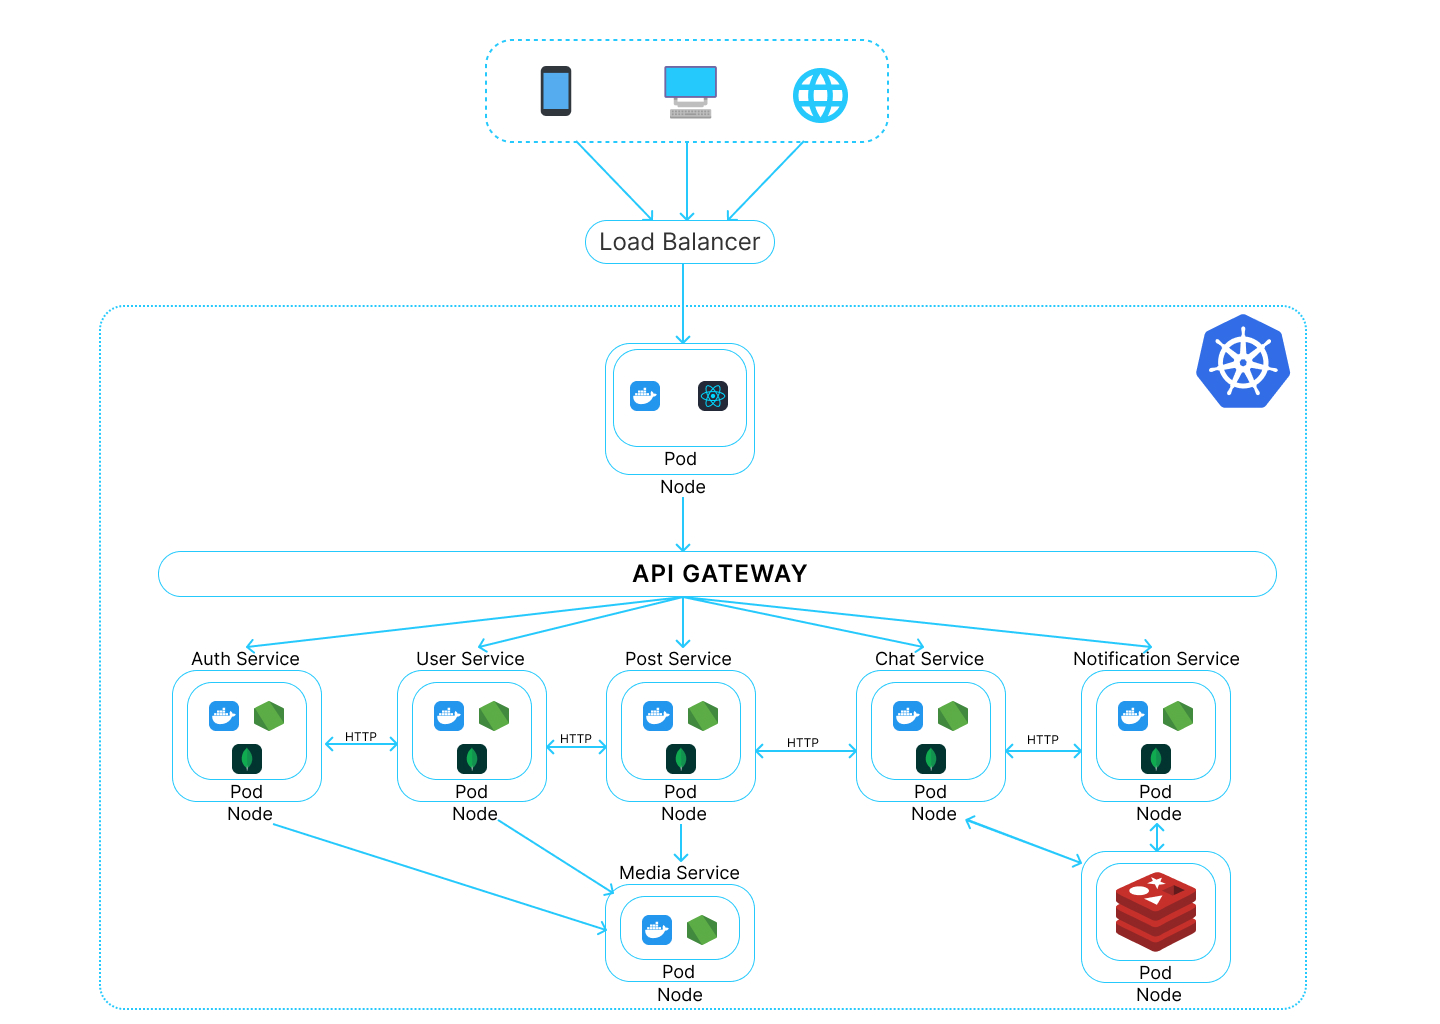 Load Balancer
Pod
Node
API GATEWAY
Auth Service
User Service
Post Service
Chat Service
Notification Service
HTTP
HTTP
HTTP
HTTP
Pod
Pod
Pod
Pod
Pod
Node
Node
Node
Node
Node
Media Service
Pod
Pod
Node
Node